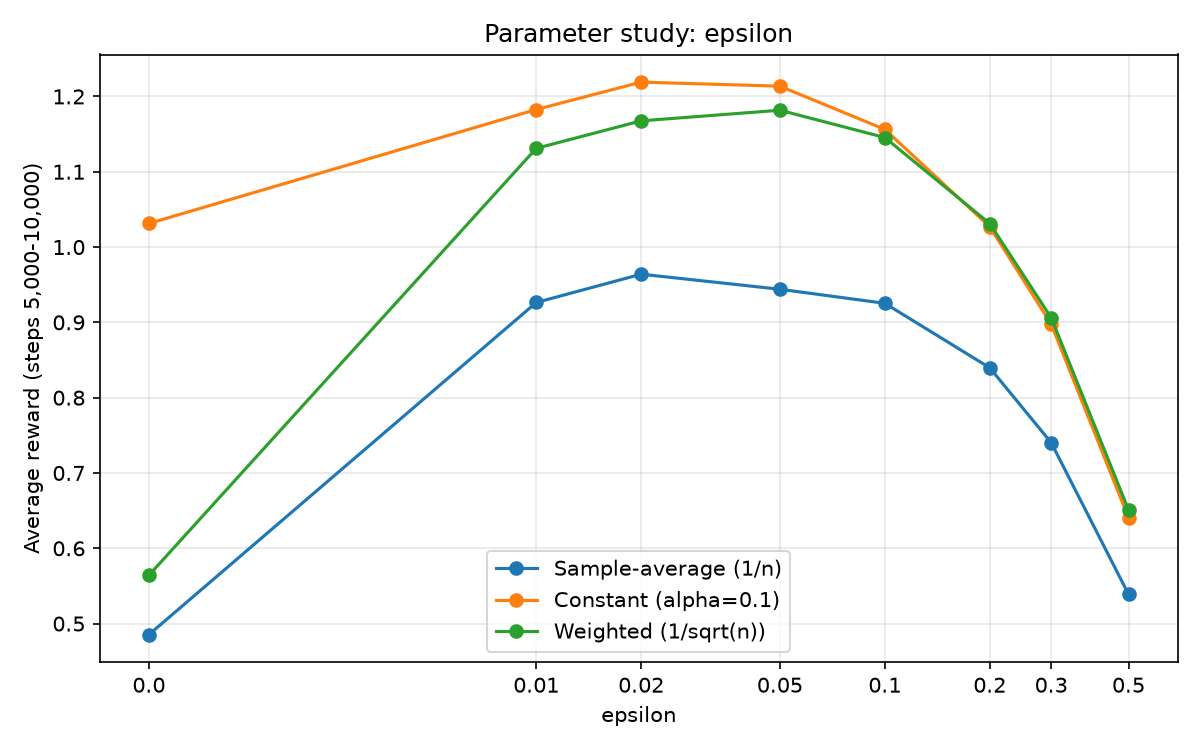 Parameter study: epsilon
Average reward (steps 5,000-10,000)
1.2
1.1
1.0
0.9
0.8
0.7
0.6
0.5
Sample-average (1/n)
Constant (alpha=0.1)
Weighted (1/sqrt(n))
0.0 0.01 0.02 0.05 0.1 0.2 0.3 0.5
epsilon